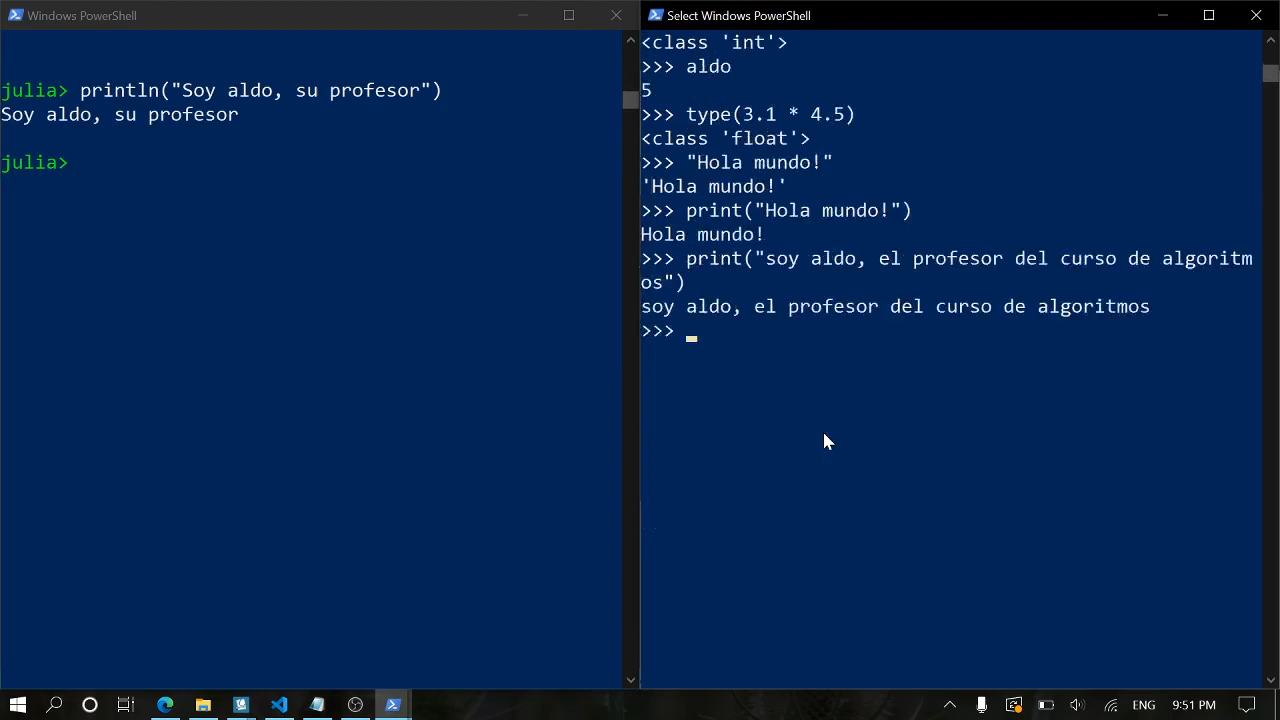 Windows PowerShell
julia> println("Soy aldo, su profesor")
Soy aldo, su profesor
julia>
Select Windows PowerShell
<class 'int'>
>>> aldo
5
>>> type(3.1 * 4.5)
<class 'float'>
>>> "Hola mundo!"
'Hola mundo!'
>>> print("Hola mundo!")
Hola mundo!
>>> print("soy aldo, el profesor del curso de algoritm
os")
soy aldo, el profesor del curso de algoritmos
>>>
9:51 PM